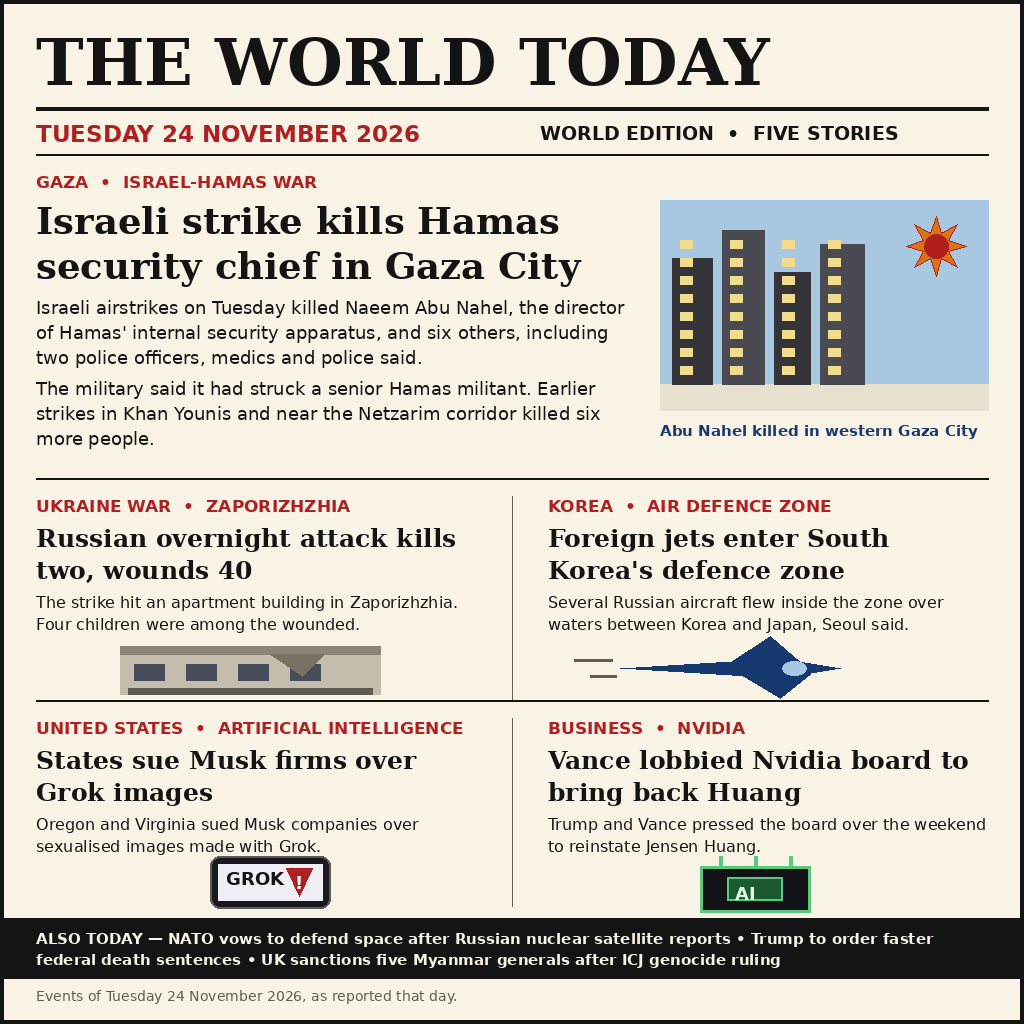 THE WORLD TODAY
TUESDAY 24 NOVEMBER 2026
WORLD EDITION • FIVE STORIES
GAZA • ISRAEL-HAMAS WAR
Israeli strike kills Hamas
security chief in Gaza City
Israeli airstrikes on Tuesday killed Naeem Abu Nahel, the director
of Hamas' internal security apparatus, and six others, including
two police officers, medics and police said.
The military said it had struck a senior Hamas militant. Earlier
strikes in Khan Younis and near the Netzarim corridor killed six
more people.
Abu Nahel killed in western Gaza City
UKRAINE WAR • ZAPORIZHZHIA
Russian overnight attack kills
two, wounds 40
The strike hit an apartment building in Zaporizhzhia.
Four children were among the wounded.
KOREA • AIR DEFENCE ZONE
Foreign jets enter South
Korea's defence zone
Several Russian aircraft flew inside the zone over
waters between Korea and Japan, Seoul said.
UNITED STATES • ARTIFICIAL INTELLIGENCE
States sue Musk firms over
Grok images
Oregon and Virginia sued Musk companies over
sexualised images made with Grok.
GROK !
BUSINESS • NVIDIA
Vance lobbied Nvidia board to
bring back Huang
Trump and Vance pressed the board over the weekend
to reinstate Jensen Huang.
AI
ALSO TODAY — NATO vows to defend space after Russian nuclear satellite reports • Trump to order faster
federal death sentences • UK sanctions five Myanmar generals after ICJ genocide ruling
Events of Tuesday 24 November 2026, as reported that day.